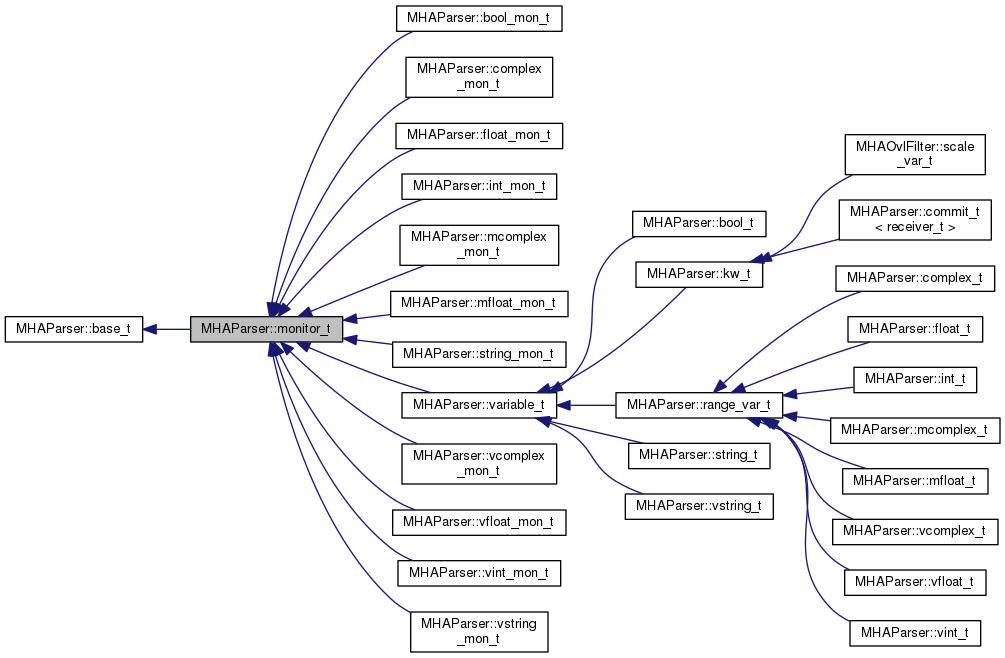 MHAParser::base_t
MHAParser::monitor_t
MHAParser::bool_mon_t
MHAParser::complex
_mon_t
MHAParser::float_mon_t
MHAParser::int_mon_t
MHAParser::mcomplex
_mon_t
MHAParser::mfloat_mon_t
MHAParser::string_mon_t
MHAParser::variable_t
MHAParser::vcomplex
_mon_t
MHAParser::vfloat_mon_t
MHAParser::vint_mon_t
MHAParser::vstring
_mon_t
MHAParser::bool_t
MHAParser::kw_t
MHAParser::range_var_t
MHAParser::string_t
MHAParser::vstring_t
MHAOvlFilter::scale
_var_t
MHAParser::commit_t
< receiver_t >
MHAParser::complex_t
MHAParser::float_t
MHAParser::int_t
MHAParser::mcomplex_t
MHAParser::mfloat_t
MHAParser::vcomplex_t
MHAParser::vfloat_t
MHAParser::vint_t